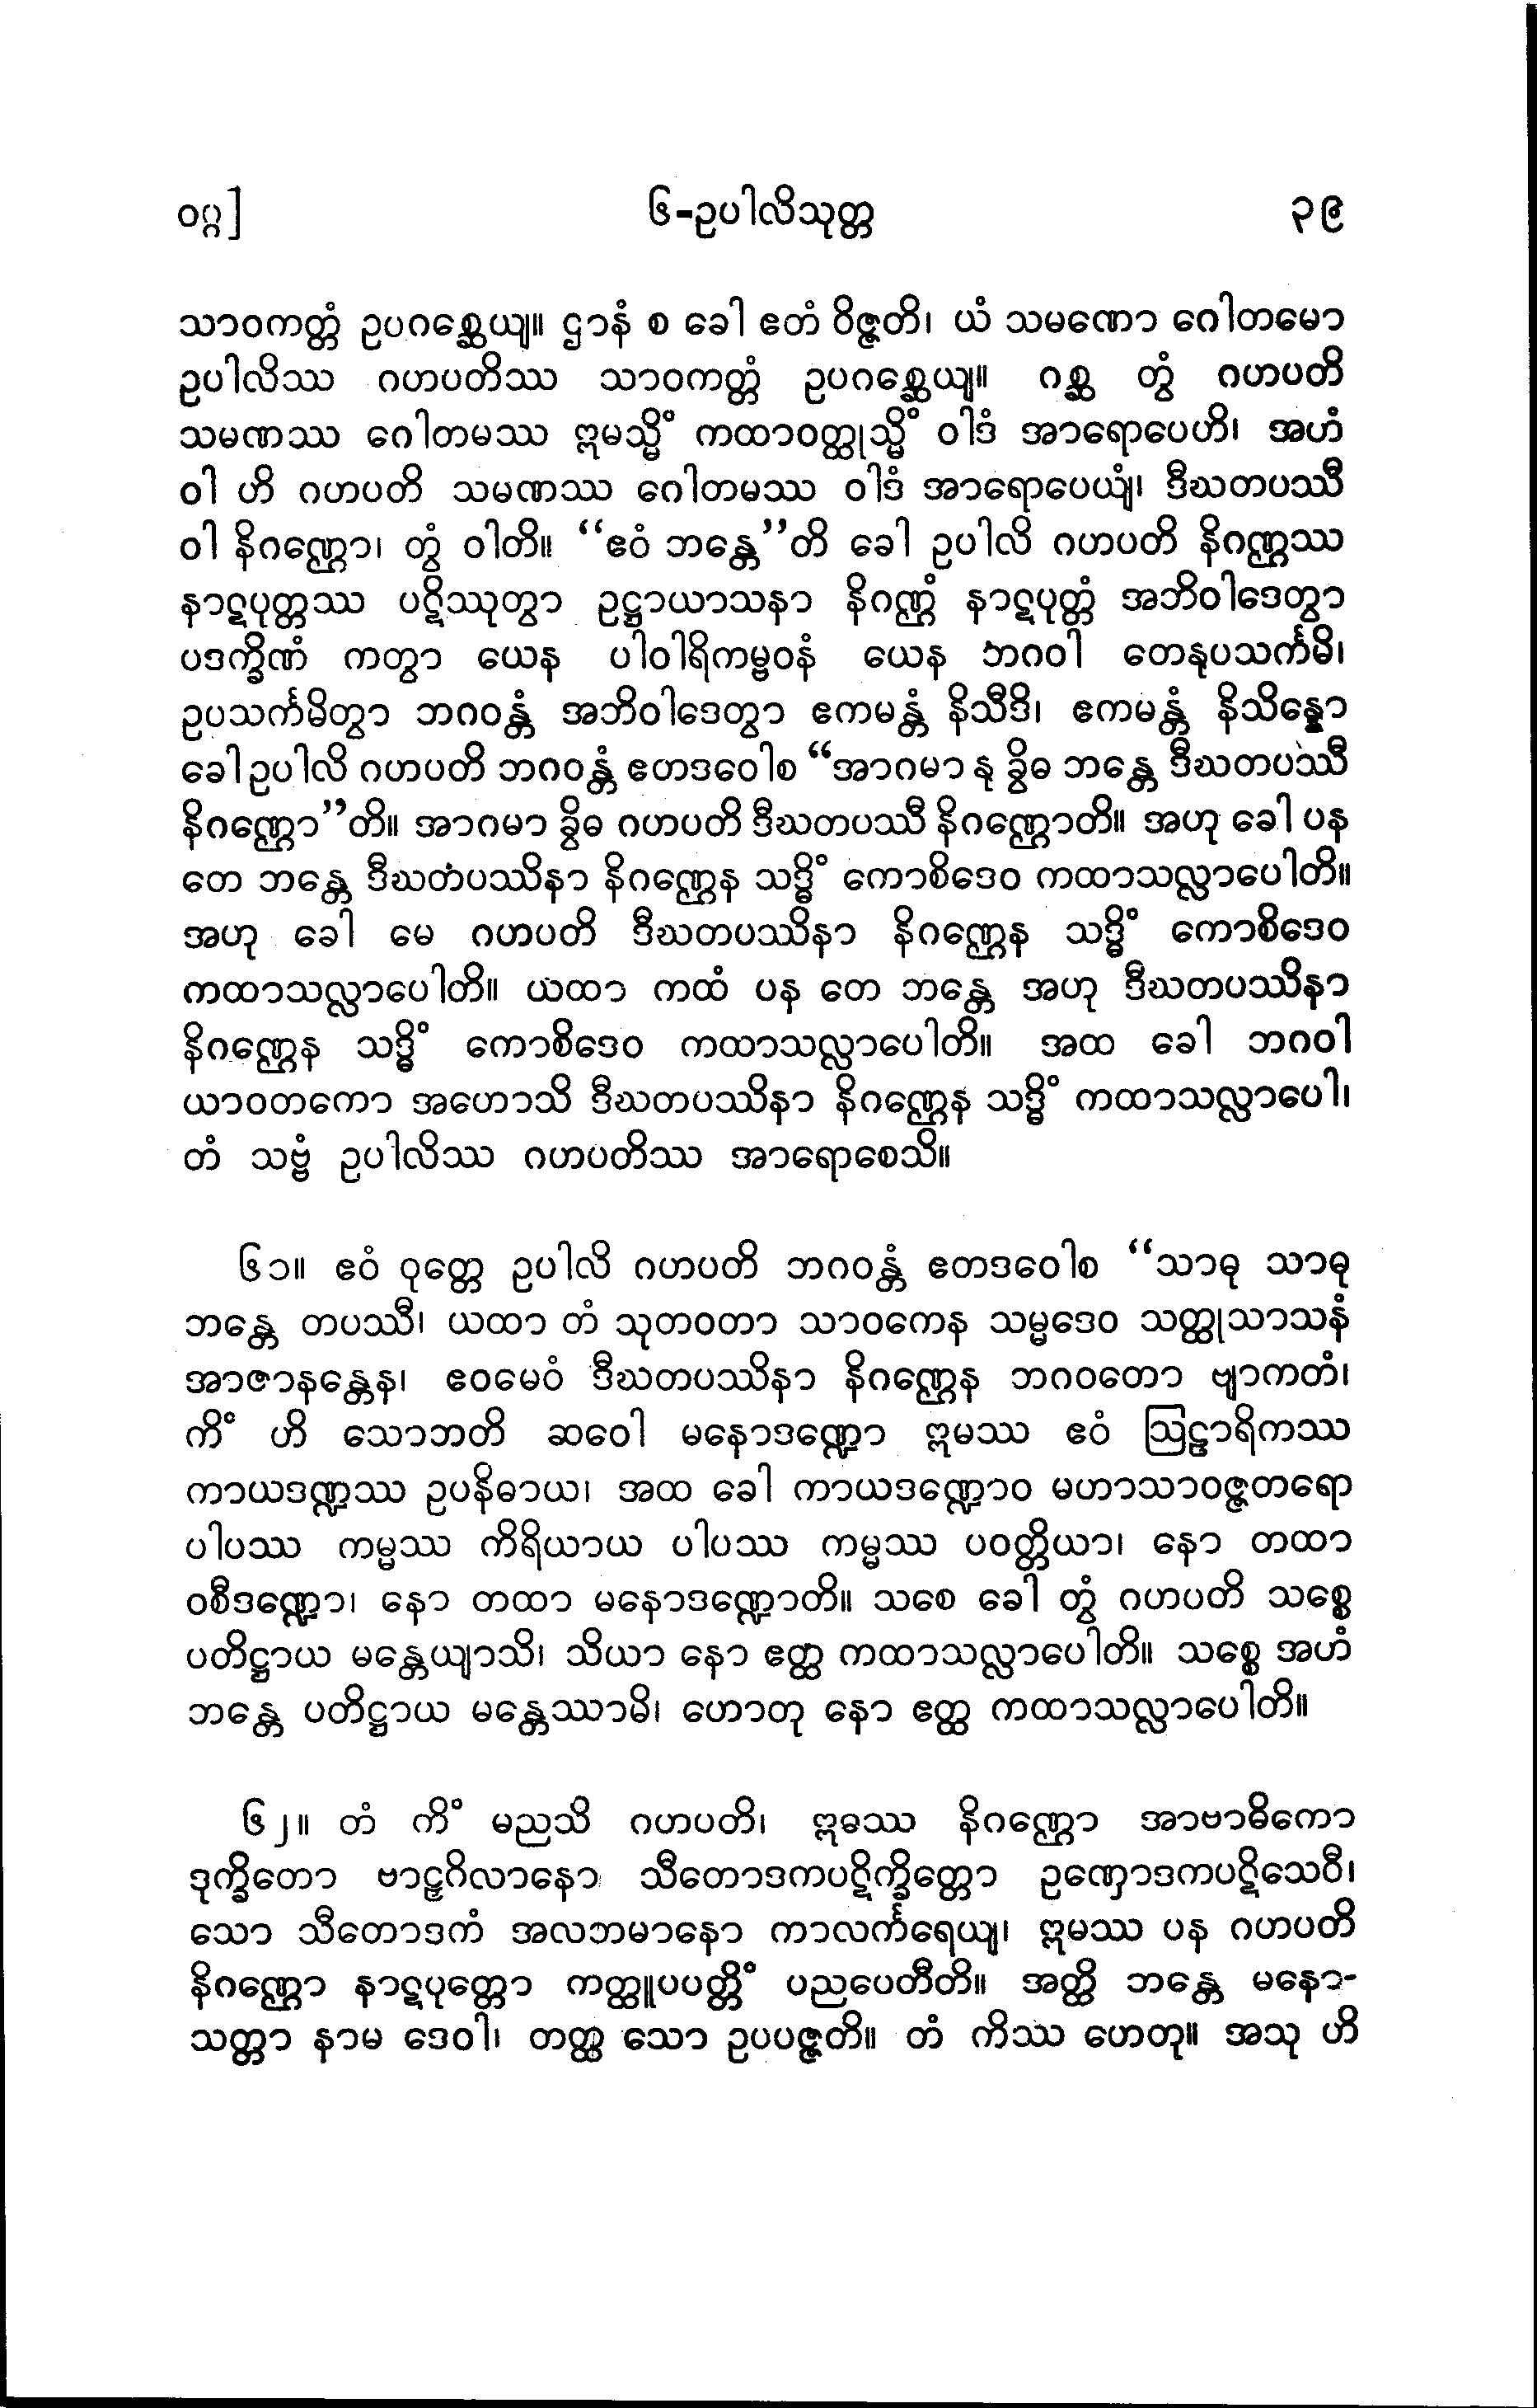 ၀ဂ္ဂ]
၆-ဥပါလိသုတ္တ
၃၉
သာဝကတ္တံ ဥပဂစ္ဆေယျ။ ဌာနံ စ ခေါ ဧတံ ဝိဇ္ဇတိ၊ ယံ သမဏော ဂေါတမော
ဥပါလိဿ ဂဟပတိဿ သာဝကတ္တံ ဥပဂစ္ဆေယျ။ ဂစ္ဆ တွံ ဂဟပတိ
သမဏဿ ဂေါတမဿ ဣမသ္မိံ ကထာဝတ္ထုသ္မိံ ဝါဒံ အာရောပေဟိ၊ အဟံ
ဝါ ဟိ ဂဟပတိ သမဏဿ ဂေါတမဿ ဝါဒံ အာရောပေယျံ၊ ဒီဃတပဿီ
ဝါ နိဂဏ္ဌော၊ တွံ ဝါတိ။ “ဧဝံ ဘန္တေ”တိ ခေါ ဥပါလိ ဂဟပတိ နိဂဏ္ဌဿ
နာဋပုတ္တဿ ပဋိဿုတွာ ဥဋ္ဌာယာသနာ နိဂဏ္ဌံ နာဋပုတ္တံ အဘိဝါဒေတွာ
ပဒက္ခိဏံ ကတွာ ယေန ပါဝါရိကမ္ဗဝနံ ယေန ဘဂဝါ တေနုပသင်္ကမိ၊
ဥပသင်္ကမိတွာ ဘဂဝန္တံ အဘိဝါဒေတွာ ဧကမန္တံ နိသီဒိ၊ ဧကမန္တံ နိသိန္နော
ခေါ ဥပါလိ ဂဟပတိ ဘဂဝန္တံ ဧတဒဝေါစ “အာဂမာ နု ခွိဓ ဘန္တေ ဒီဃတပဿီ
နိဂဏ္ဌော”တိ။ အာဂမာ ခွိဓ ဂဟပတိ ဒီဃတပဿီ နိဂဏ္ဌောတိ။ အဟု ခေါ ပန
တေ ဘန္တေ ဒီဃတပဿိနာ နိဂဏ္ဌေန သဒ္ဓိံ ကောစိဒေဝ ကထာသလ္လာပေါတိ။
အဟု ခေါ မေ ဂဟပတိ ဒီဃတပဿိနာ နိဂဏ္ဌေန သဒ္ဓိံ ကောစိဒေဝ
ကထာသလ္လာပေါတိ။ ယထာ ကထံ ပန တေ ဘန္တေ အဟု ဒီဃတပဿိနာ
နိဂဏ္ဌေန သဒ္ဓိံ ကောစိဒေဝ ကထာသလ္လာပေါတိ။ အထ ခေါ ဘဂဝါ
ယာဝတကော အဟောသိ ဒီဃတပဿိနာ နိဂဏ္ဌေန သဒ္ဓိံ ကထာသလ္လာပေါ၊
တံ သဗ္ဗံ ဥပါလိဿ ဂဟပတိဿ အာရောစေသိ။
၆၁။ ဧဝံ ဝုတ္တေ ဥပါလိ ဂဟပတိ ဘဂဝန္တံ ဧတဒဝေါစ “သာဓု သာဓု
ဘန္တေ တပဿီ၊ ယထာ တံ သုတဝတာ သာဝကေန သမ္မဒေဝ သတ္ထုသာသနံ
အာဇာနန္တေန၊ ဧဝမေဝံ ဒီဃတပဿိနာ နိဂဏ္ဌေန ဘဂဝတော ဗျာကတံ၊
ကိံ ဟိ သောဘတိ ဆဝေါ မနောဒဏ္ဍော ဣမဿ ဧဝံ ဩဠာရိကဿ
ကာယဒဏ္ဍဿ ဥပနိဓာယ၊ အထ ခေါ ကာယဒဏ္ဍောဝ မဟာသာဝဇ္ဇတရော
ပါပဿ ကမ္မဿ ကိရိယာယ ပါပဿ ကမ္မဿ ပဝတ္တိယာ၊ နော တထာ
ဝစီဒဏ္ဍော၊ နော တထာ မနောဒဏ္ဍောတိ။ သစေ ခေါ တွံ ဂဟပတိ သစ္စေ
ပတိဋ္ဌာယ မန္တေယျာသိ၊ သိယာ နော ဧတ္ထ ကထာသလ္လာပေါတိ။ သစ္စေ အဟံ
ဘန္တေ ပတိဋ္ဌာယ မန္တေဿာမိ၊ ဟောတု နော ဧတ္ထ ကထာသလ္လာပေါတိ။
၆၂။ တံ ကိံ မညသိ ဂဟပတိ၊ ဣဓဿ နိဂဏ္ဌော အာဗာဓိကော
ဒုက္ခိတော ဗာဠှဂိလာနော သီတောဒကပဋိက္ခိတ္တော ဥဏှောဒကပဋိသေဝီ၊
သော သီတောဒကံ အလဘမာနော ကာလင်္ကရေယျ၊ ဣမဿ ပန ဂဟပတိ
နိဂဏ္ဌော နာဋပုတ္တော ကတ္ထူပပတ္တိံ ပညပေတီတိ။ အတ္ထိ ဘန္တေ မနော-
သတ္တာ နာမ ဒေဝါ၊ တတ္ထ သော ဥပပဇ္ဇတိ။ တံ ကိဿ ဟေတု။ အသု ဟိ